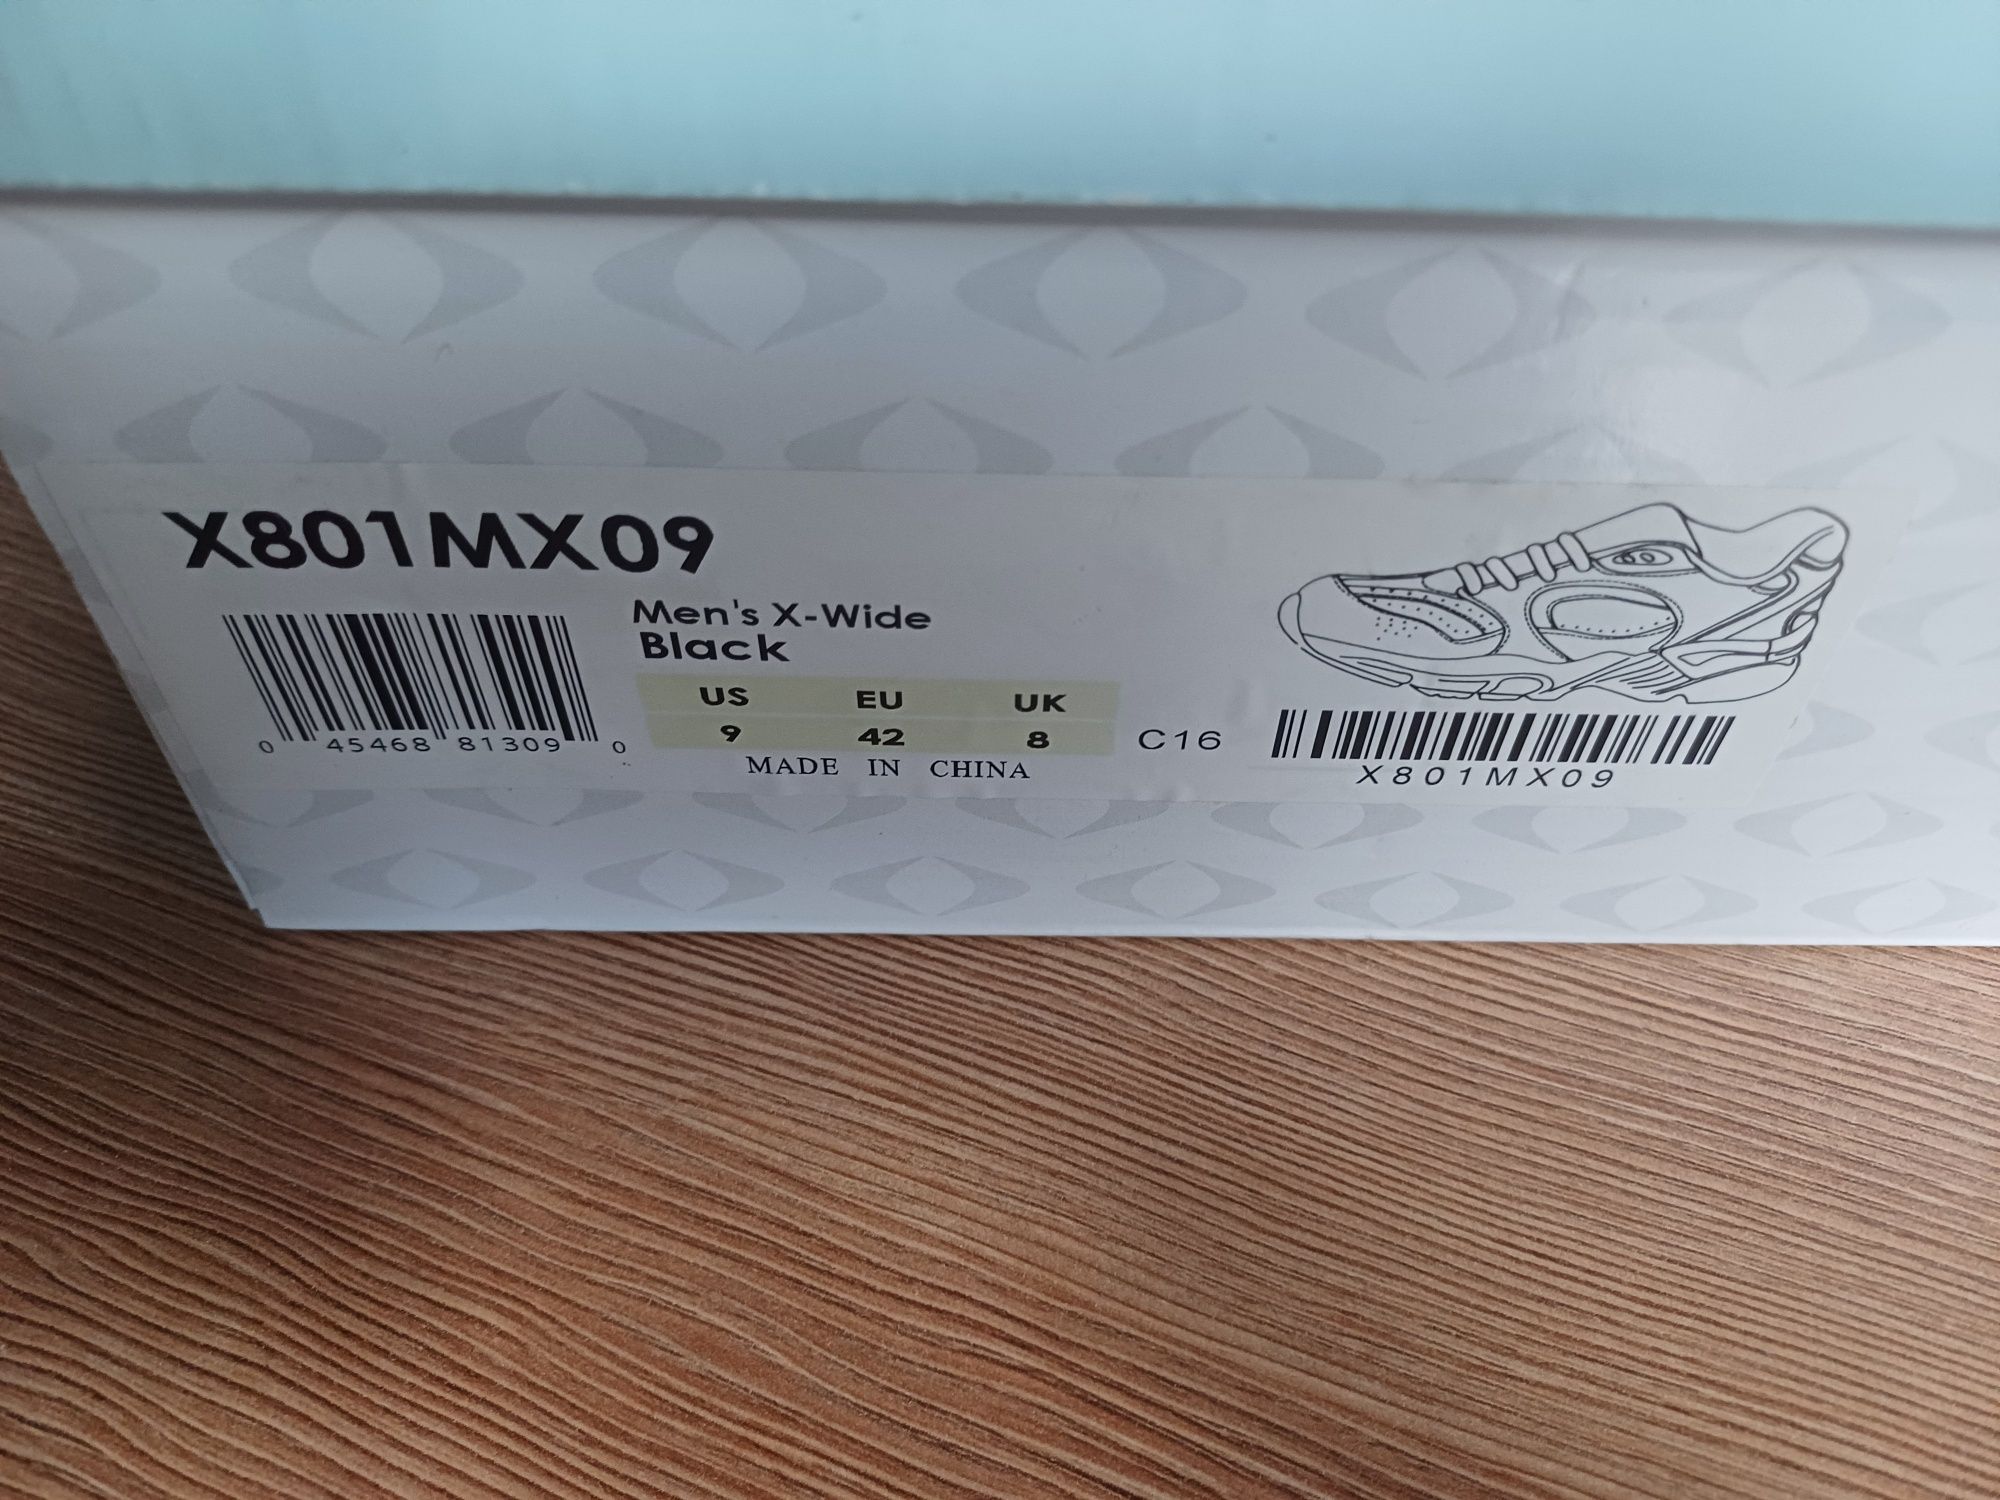 X801MX09
Men's X-Wide
Black
US EU UK
9 42 8
MADE IN CHINA
0 45468 81309 0
C16
X801MX09